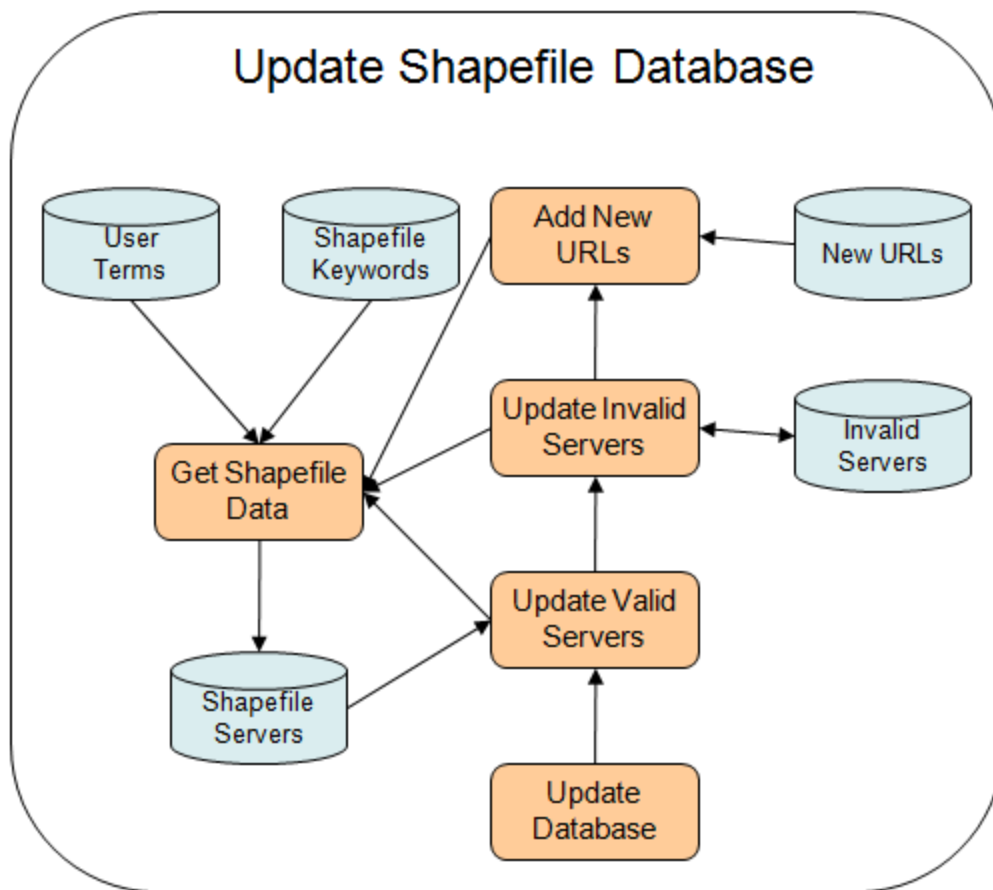 Update Shapefile Database
User
Terms
Shapefile
Keywords
Add New
URLs
New URLs
Update Invalid
Servers
Invalid
Servers
Get Shapefile
Data
Update Valid
Servers
Shapefile
Servers
Update
Database